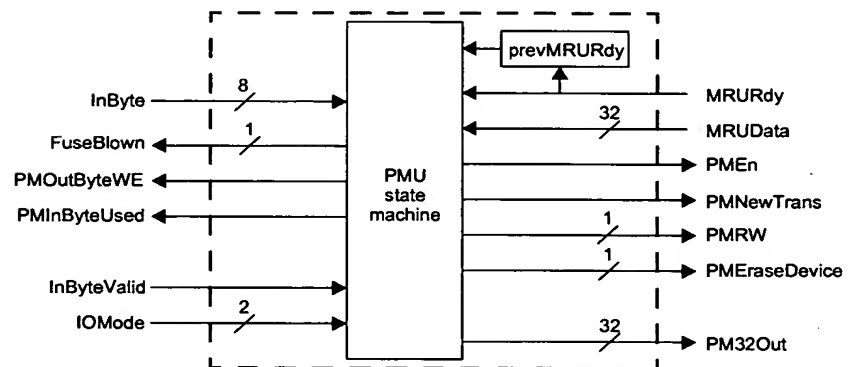 prevMRURdy
8
InByte
MRURdy
1
32
FuseBlown
MRUData
PMOutByteWE
PMU
state
machine
PMEn
PMInByteUsed
PMNewTrans
1
PMRW
1
PMEraseDevice
InByteValid
2
IOMode
32
PM32Out